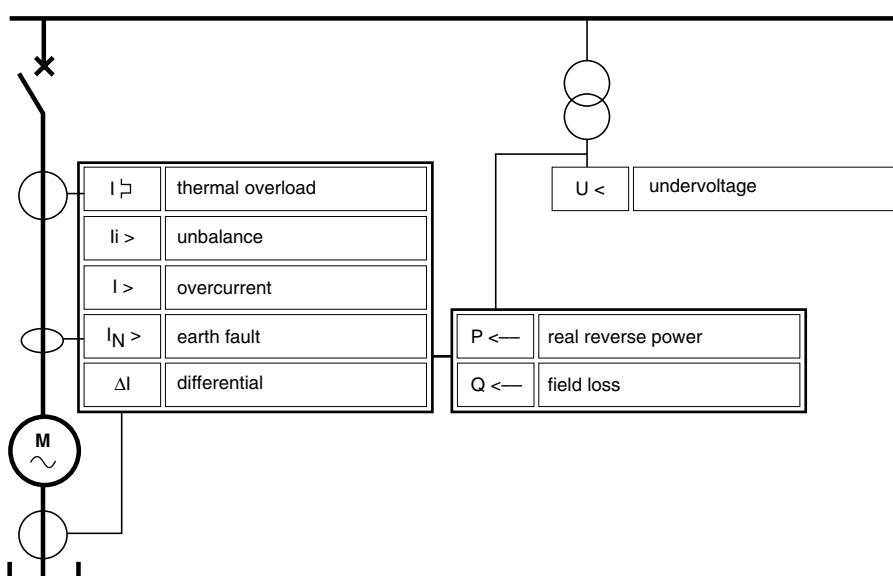 I thermal overload
U < undervoltage
Ii > unbalance
I > overcurrent
IN > earth fault
P <— real reverse power
ΔI differential
Q <— field loss
M